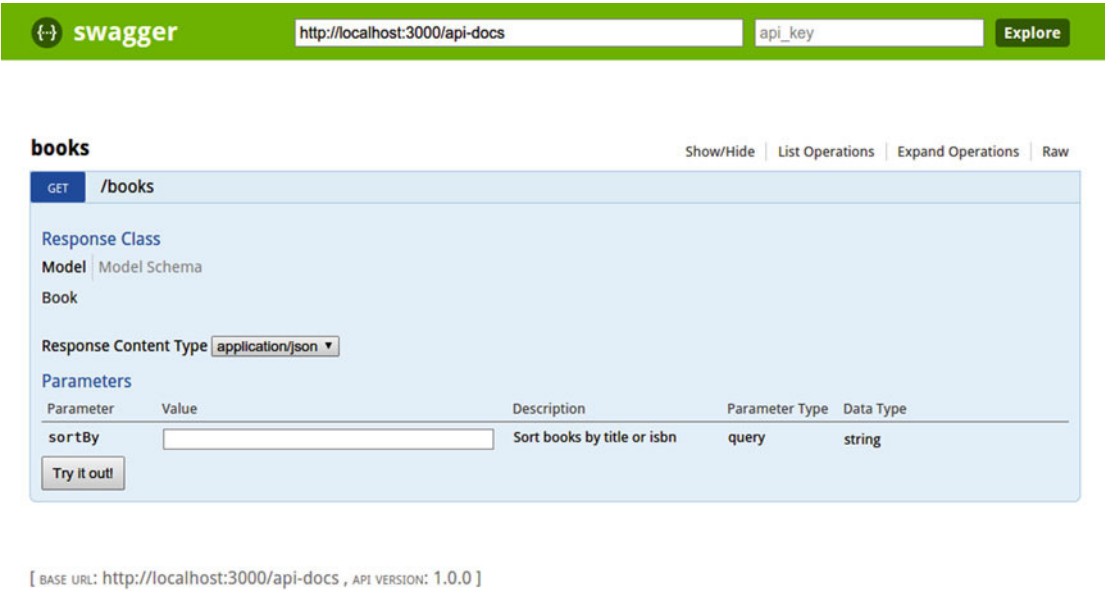 {··} swagger http://localhost:3000/api-docs api_key Explore
books Show/Hide List Operations Expand Operations Raw
GET /books
Response Class
Model Model Schema
Book
Response Content Type application/json
Parameters
Parameter Value Description Parameter Type Data Type
sortBy Sort books by title or isbn query string
Try it out!
[ BASE URL: http://localhost:3000/api-docs , API VERSION: 1.0.0 ]